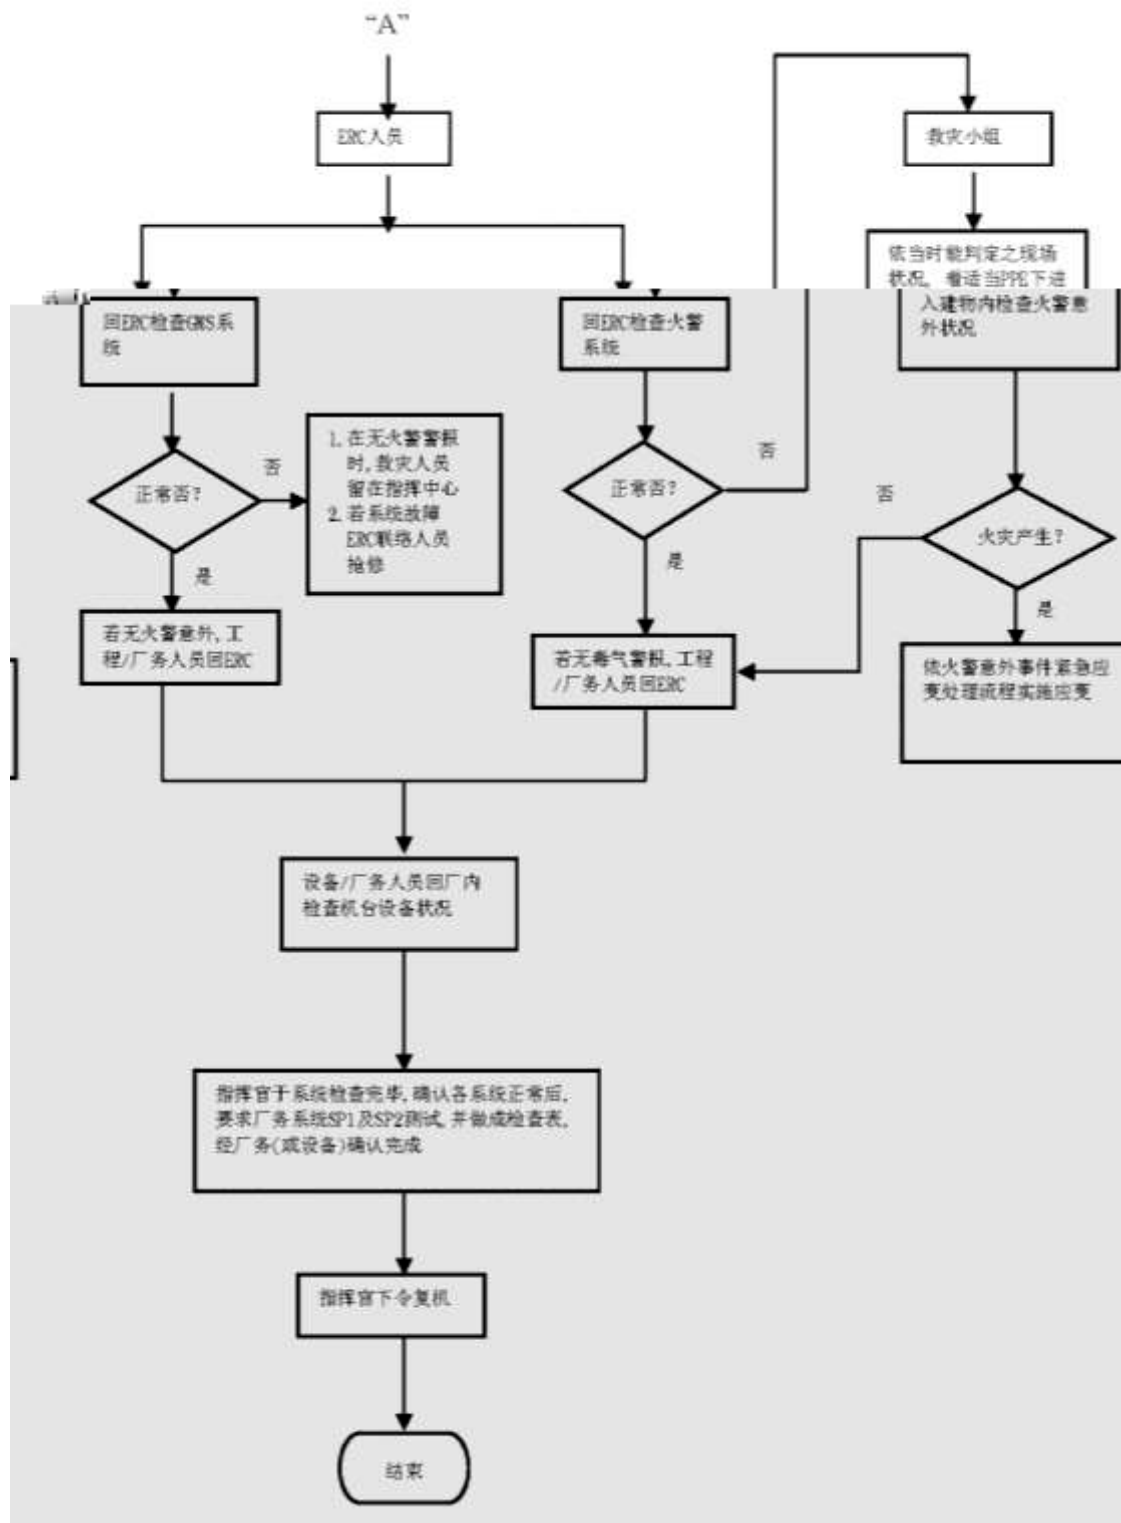 “A”
ERC人员
救灾小组
依当时能判定之现场
状况, 着适当PPE下进
入建物内检查火警意
外状况
回ERC检查GMS系
统
回ERC检查火警
系统
正常否?
否
是
1. 在无火警警报
时, 救灾人员
留在指挥中心
2. 若系统故障
ERC联络人员
抢修
正常否?
否
是
火灾产生?
否
是
若无火警意外, 工
程/厂务人员回ERC
若无毒气警报, 工程
/厂务人员回ERC
依火警意外事件紧急应
变处理流程实施应变
设备/厂务人员回厂内
检查机台设备状况
指挥官于系统检查完毕, 确认各系统正常后,
要求厂务系统SP1及SP2测试, 并做成检查表,
经厂务(或设备)确认完成
指挥官下令复机
结束